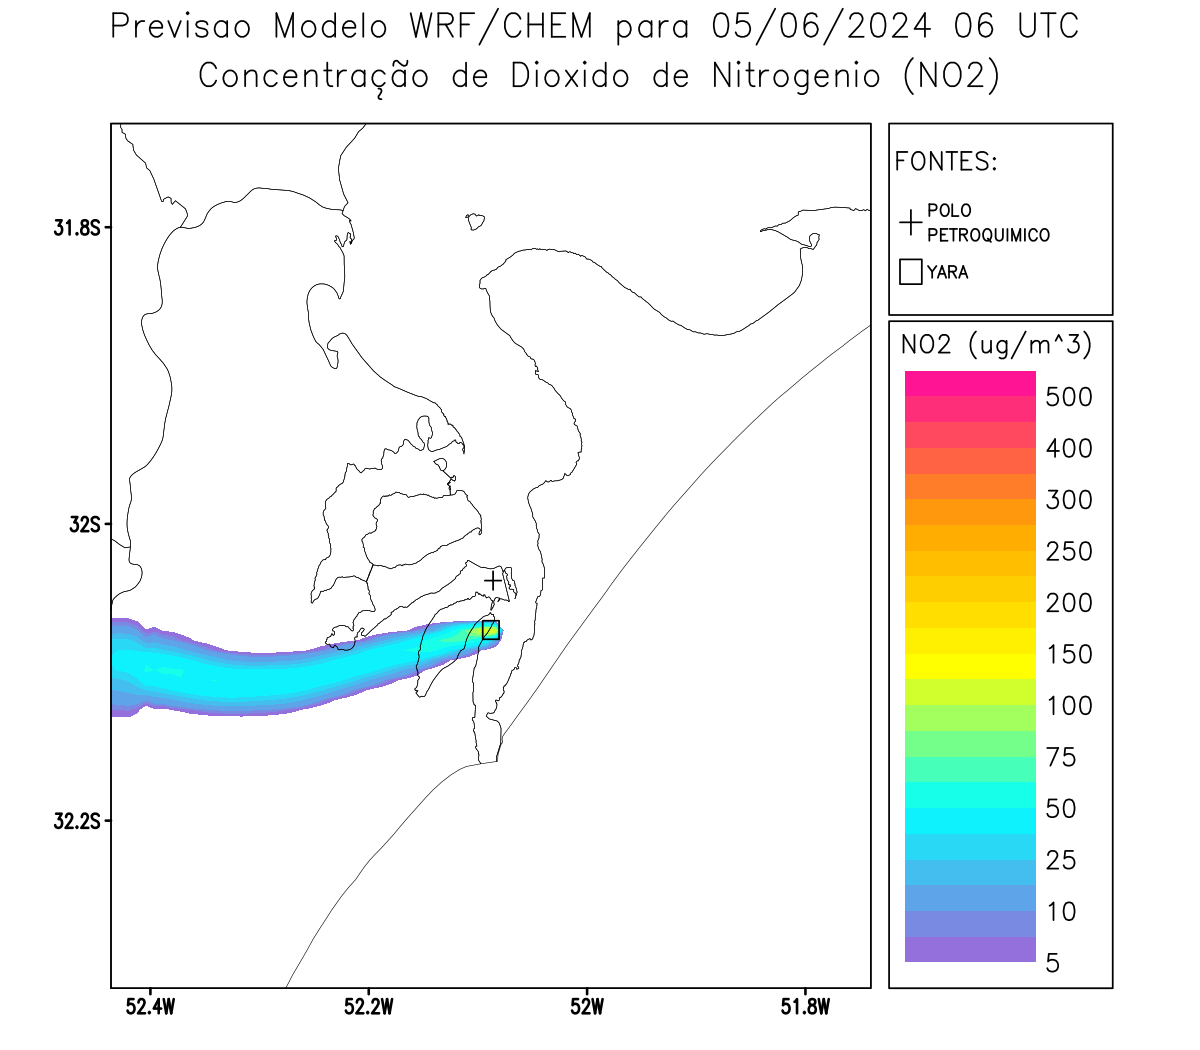 Previsao Modelo WRF/CHEM para 05/06/2024 06 UTC
Concentração de Dioxido de Nitrogenio (NO2)
FONTES:
POLO
PETROQUIMICO
YARA
NO2 (ug/m^3)
500
400
300
250
200
150
100
75
50
25
10
5
31.8S
32S
32.2S
52.4W
52.2W
52W
51.8W